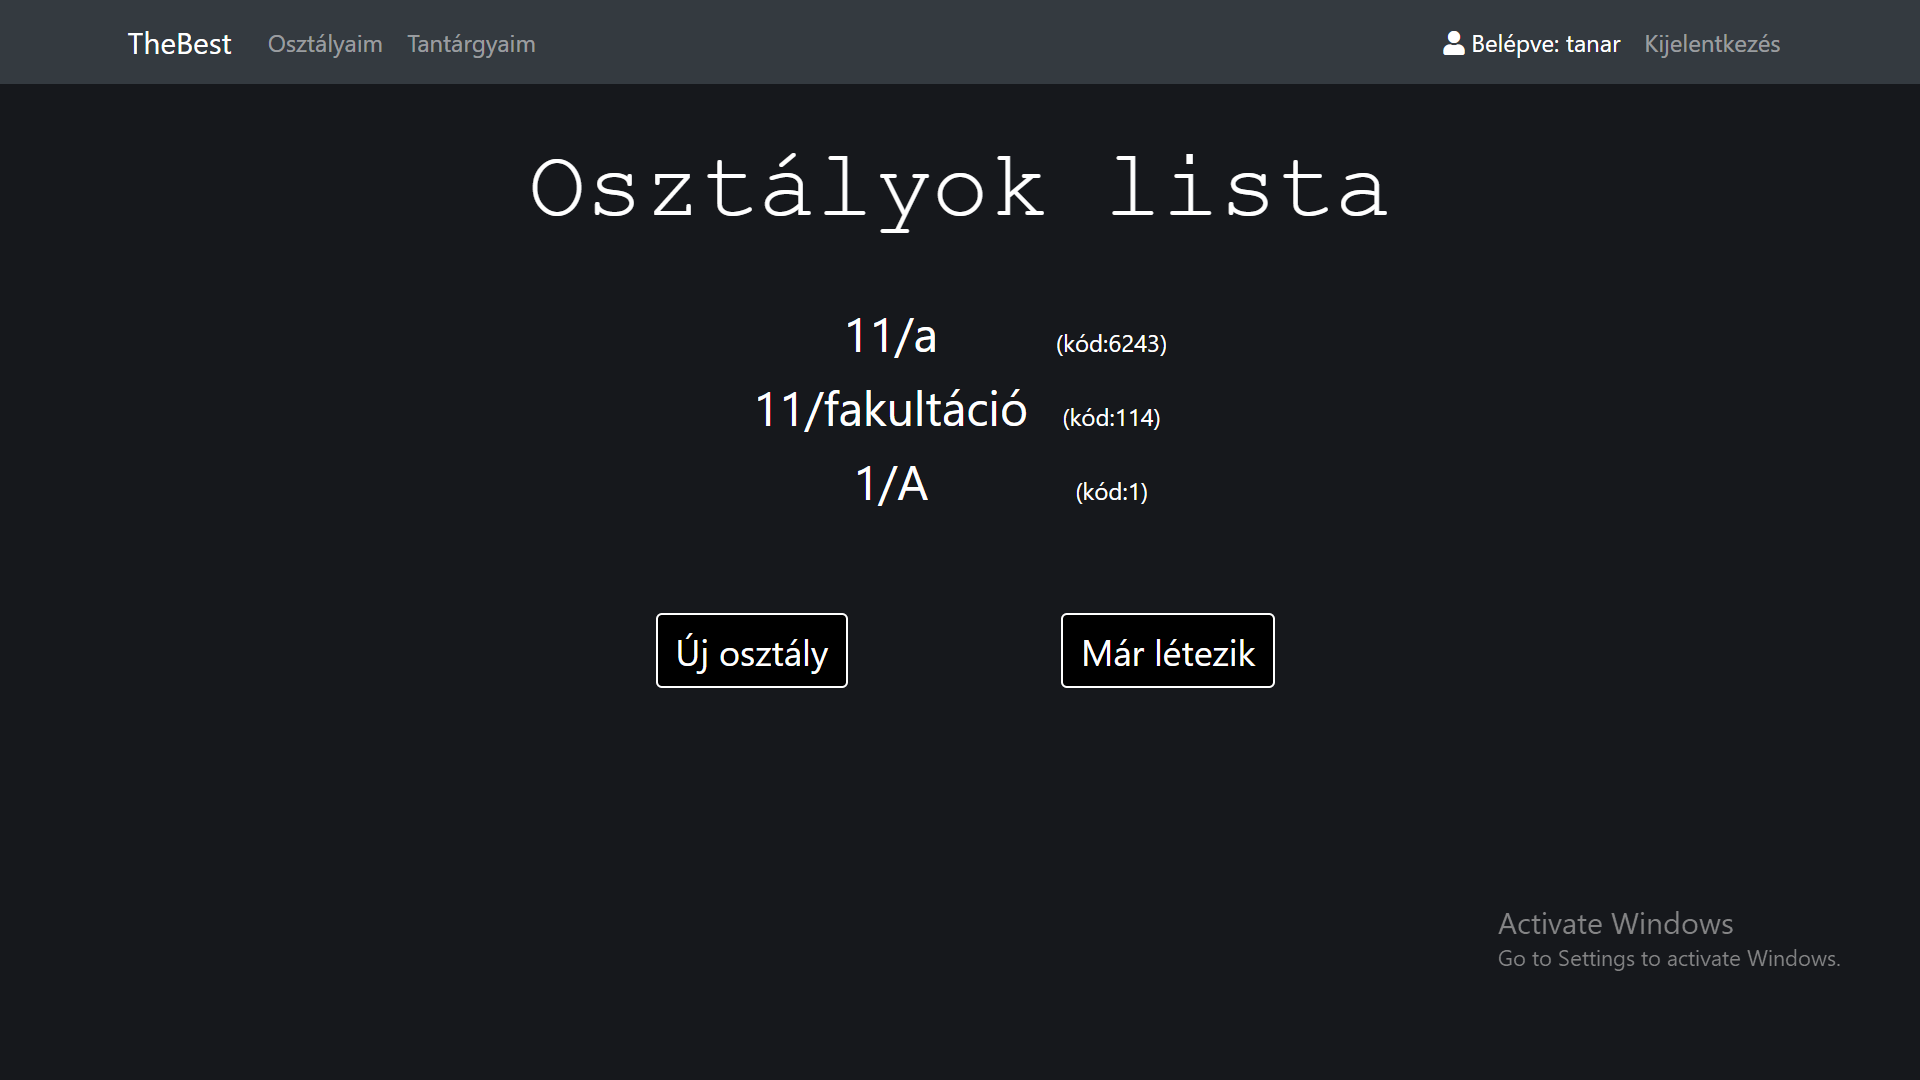 TheBest Osztályaim Tantárgyaim Belépve: tanar Kijelentkezés
Osztályok lista
11/a (kód:6243)
11/fakultáció (kód:114)
1/A (kód:1)
Új osztály Már létezik
Activate Windows
Go to Settings to activate Windows.